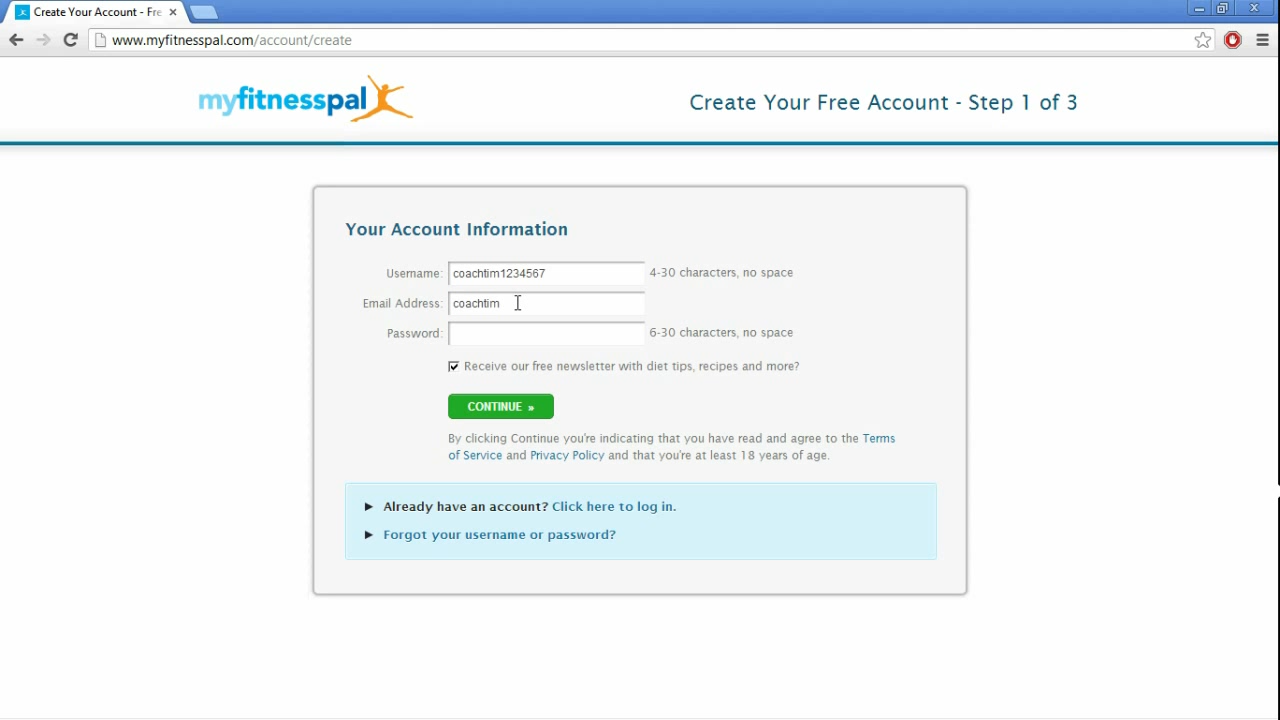 Create Your Account - Fre
www.myfitnesspal.com/account/create
myfitnesspal
Create Your Free Account - Step 1 of 3
Your Account Information
Username: coachtim1234567 4-30 characters, no space
Email Address: coachtim
Password: 6-30 characters, no space
Receive our free newsletter with diet tips, recipes and more?
CONTINUE »
By clicking Continue you're indicating that you have read and agree to the Terms
of Service and Privacy Policy and that you're at least 18 years of age.
Already have an account? Click here to log in.
Forgot your username or password?